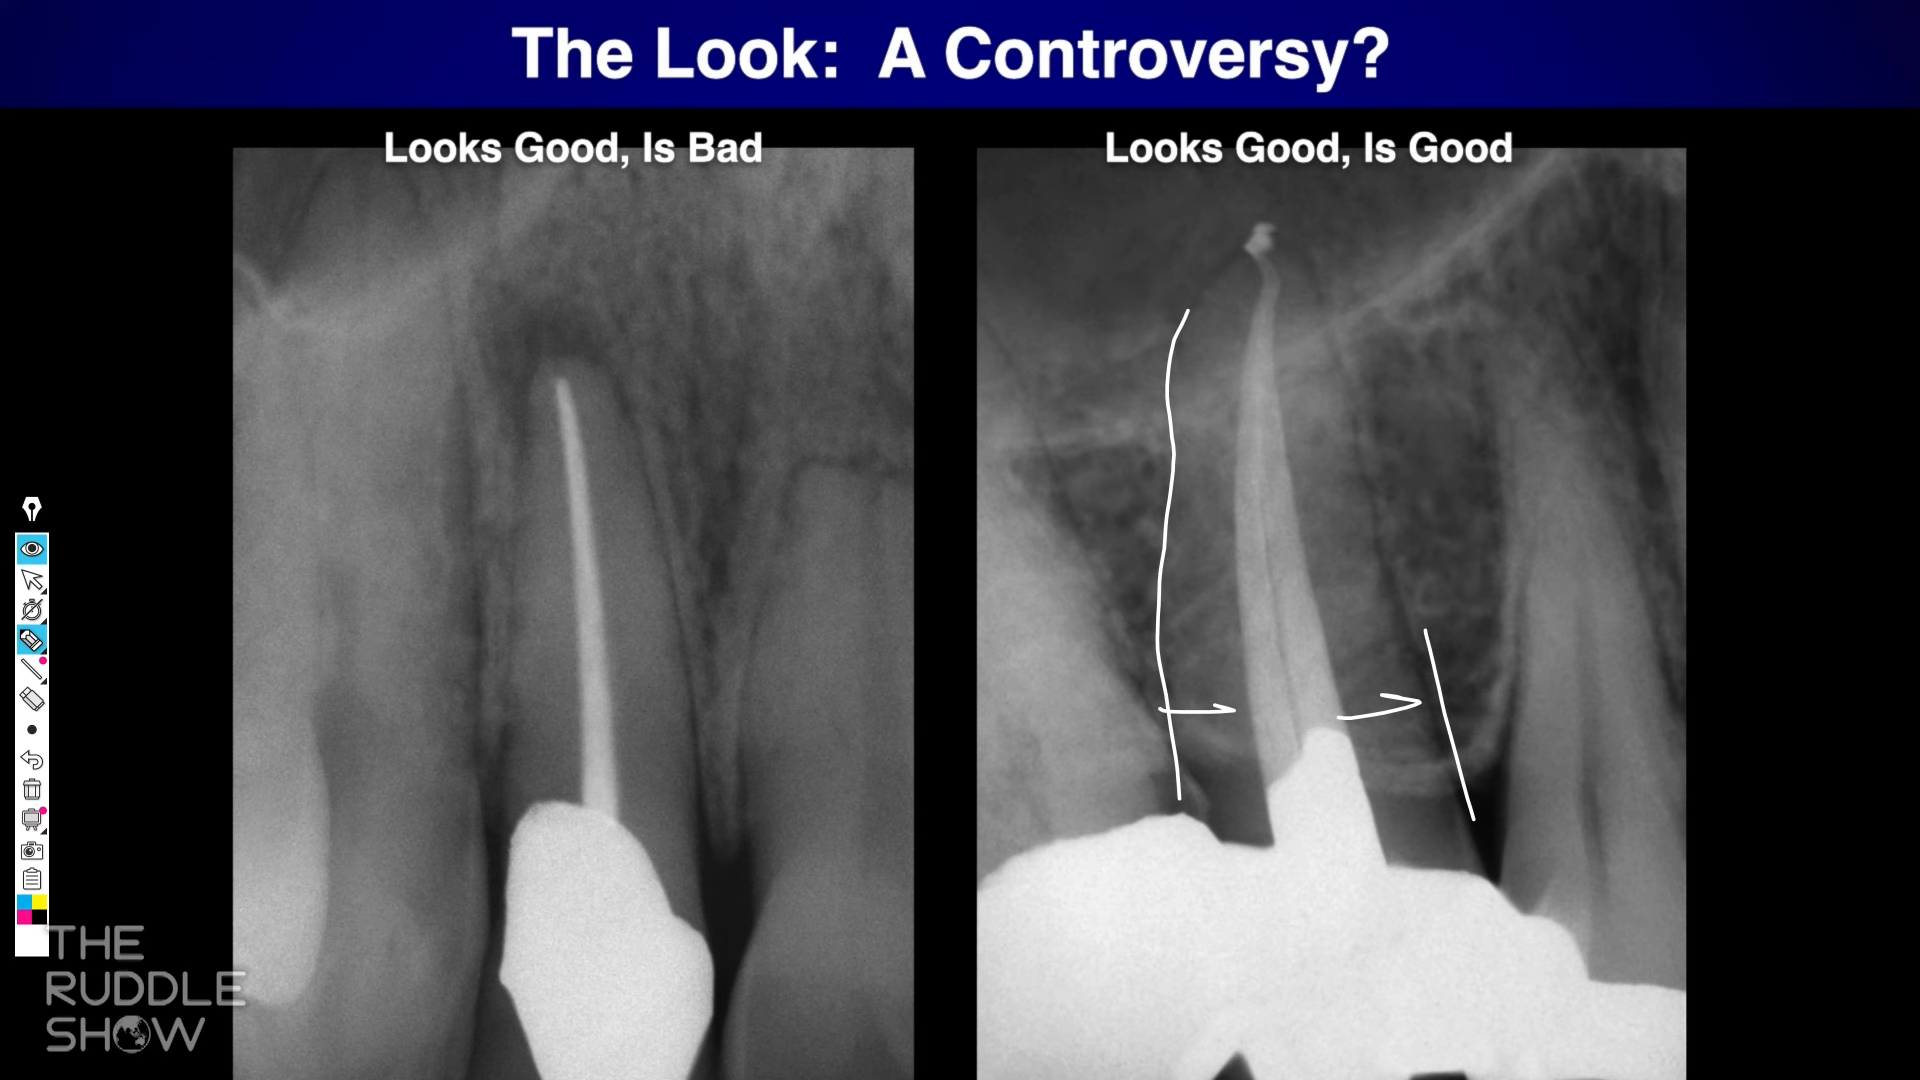 The Look: A Controversy?
Looks Good, Is Bad
Looks Good, Is Good
THE
RUDDLE
SHOW